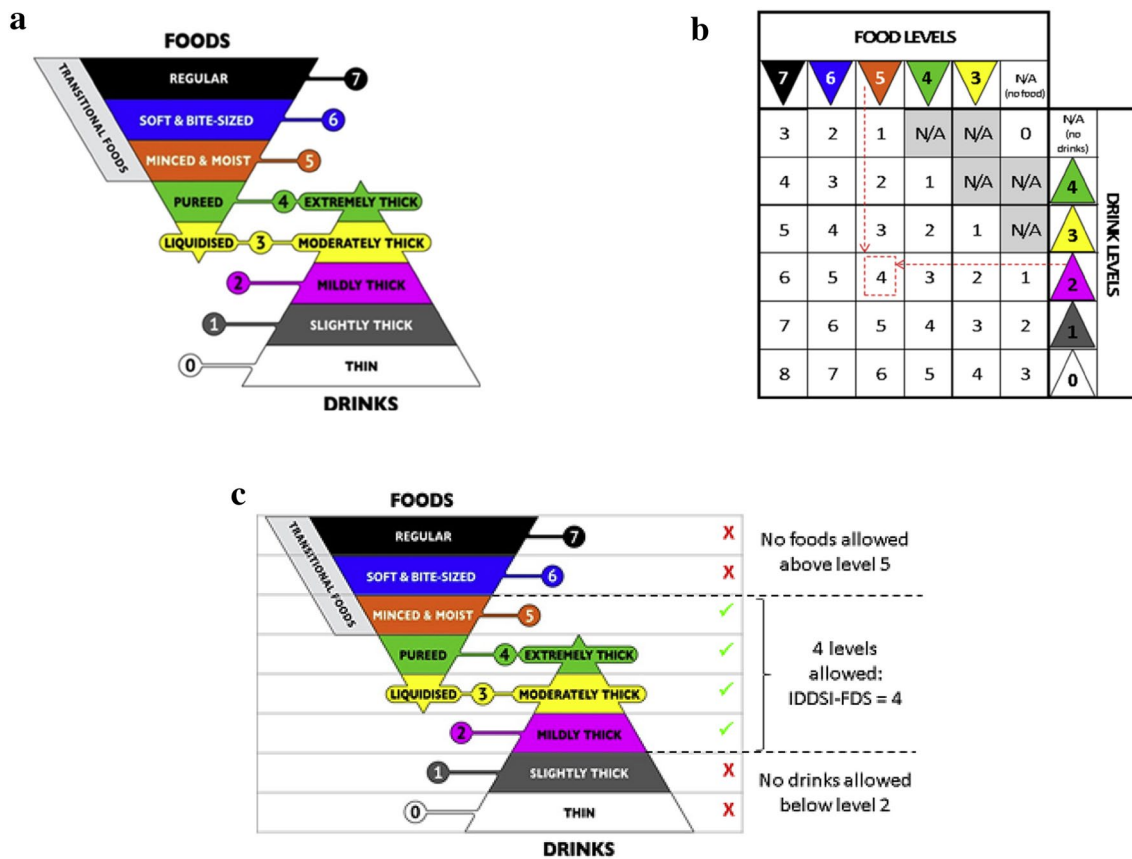 a
FOODS
TRANSITIONAL FOODS
REGULAR
7
SOFT & BITE-SIZED
6
MINCED & MOIST
5
PUREED
4
EXTREMELY THICK
LIQUIDISED
3
MODERATELY THICK
2
MILDLY THICK
1
SLIGHTLY THICK
0
THIN
DRINKS
b
FOOD LEVELS
7 6 5 4 3 N/A
(no food)
3 2 1 N/A N/A 0 N/A
(no
drinks)
4 3 2 1 N/A N/A 4
5 4 3 2 1 N/A 3
6 5 4 3 2 1 2
7 6 5 4 3 2 1
8 7 6 5 4 3 0
DRINK LEVELS
c
FOODS
TRANSITIONAL FOODS
REGULAR
7
X
SOFT & BITE-SIZED
6
X
No foods allowed
above level 5
MINCED & MOIST
5
✓
PUREED
4
EXTREMELY THICK
✓
LIQUIDISED
3
MODERATELY THICK
✓
2
MILDLY THICK
✓
4 levels
allowed:
IDDSI-FDS = 4
1
SLIGHTLY THICK
X
0
THIN
X
No drinks allowed
below level 2
DRINKS